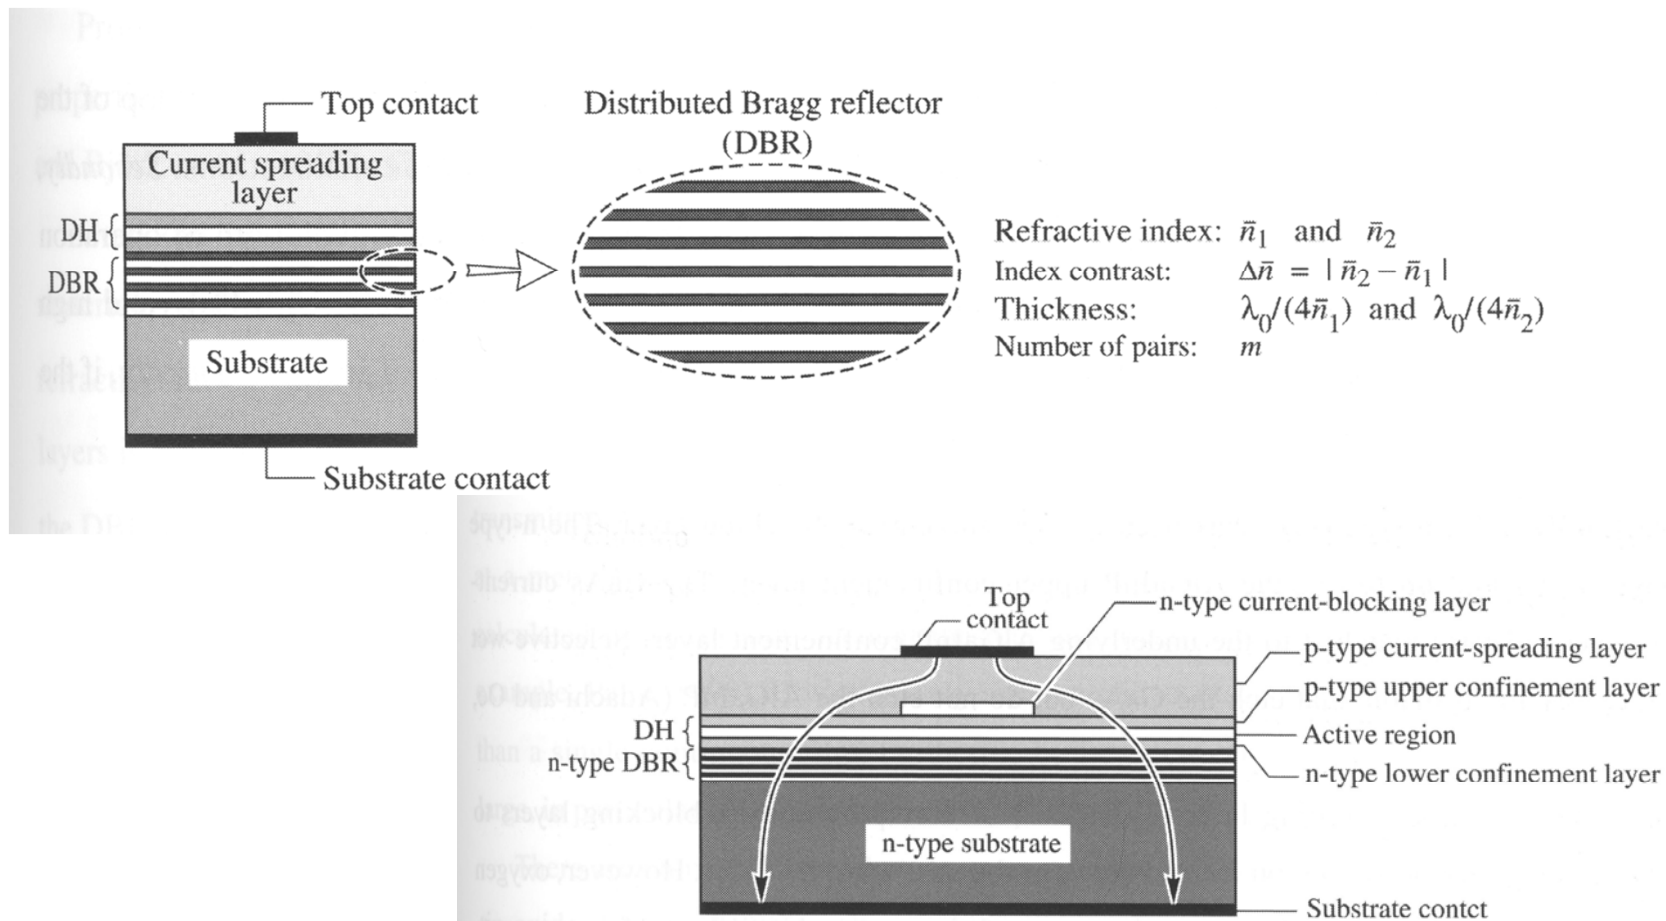 Top contact
Current spreading
layer
DH
DBR
Substrate
Substrate contact
Distributed Bragg reflector
(DBR)
Refractive index: n̄₁ and n̄₂
Index contrast: Δn̄ = | n̄₂ – n̄₁ |
Thickness: λ₀/(4n̄₁) and λ₀/(4n̄₂)
Number of pairs: m
Top
contact
n-type current-blocking layer
p-type current-spreading layer
p-type upper confinement layer
DH
Active region
n-type DBR
n-type lower confinement layer
n-type substrate
Substrate contct